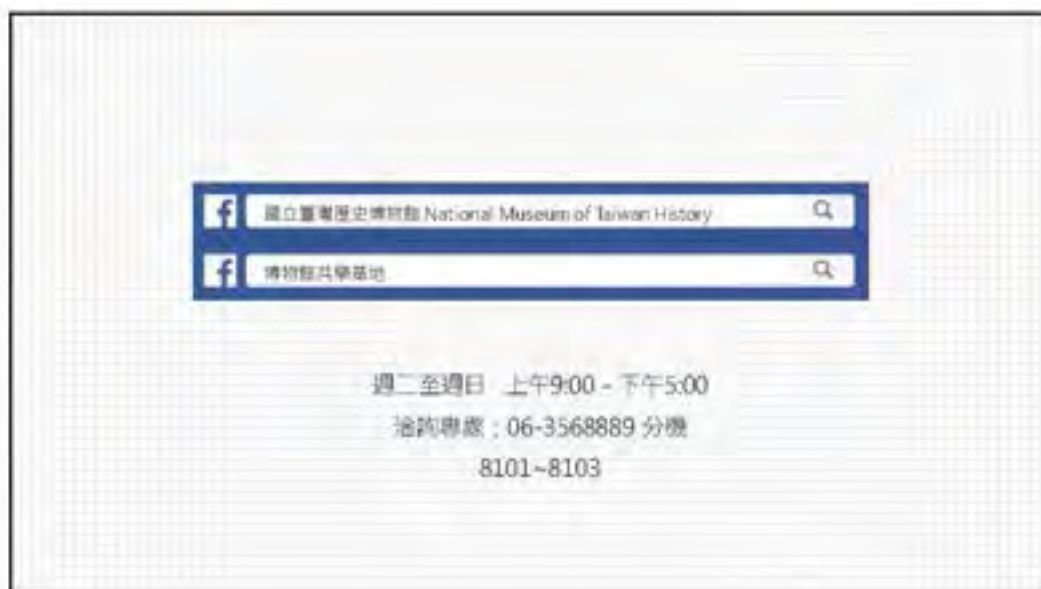 國立臺灣歷史博物館 National Museum of Taiwan History
博物館共學基地
週二至週日 上午9:00 - 下午5:00
洽詢專線：06-3568889 分機
8101~8103